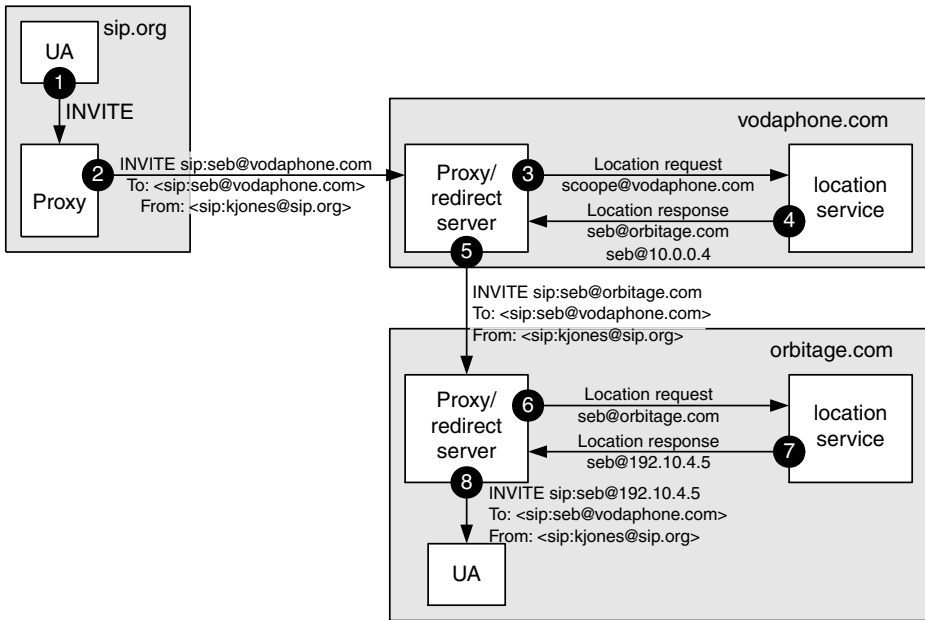 sip.org
UA
1
INVITE
Proxy
2
INVITE sip:seb@vodaphone.com
To: <sip:seb@vodaphone.com>
From: <sip:kjones@sip.org>
vodaphone.com
Proxy/
redirect
server
3
Location request
scoope@vodaphone.com
location
service
4
Location response
seb@orbitage.com
seb@10.0.0.4
5
INVITE sip:seb@orbitage.com
To: <sip:seb@vodaphone.com>
From: <sip:kjones@sip.org>
orbitage.com
Proxy/
redirect
server
6
Location request
seb@orbitage.com
location
service
7
Location response
seb@192.10.4.5
8
INVITE sip:seb@192.10.4.5
To: <sip:seb@vodaphone.com>
From: <sip:kjones@sip.org>
UA